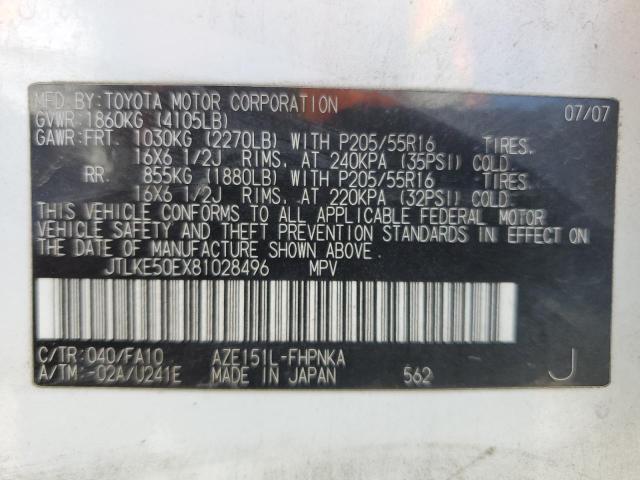 MFD.BY:TOYOTA MOTOR CORPORATION 07/07
GVWR:1860KG (4105LB)
GAWR:FRT. 1030KG (2270LB) WITH P205/55R16 TIRES.
16X6 1/2J RIMS, AT 240KPA (35PSI) COLD.
RR. 855KG (1880LB) WITH P205/55R16 TIRES.
16X6 1/2J RIMS, AT 220KPA (32PSI) COLD.
THIS VEHICLE CONFORMS TO ALL APPLICABLE FEDERAL MOTOR
VEHICLE SAFETY AND THEFT PREVENTION STANDARDS IN EFFECT ON
THE DATE OF MANUFACTURE SHOWN ABOVE.
JTLKE50EX81028496 MPV
C/TR:040/FA10 AZE151L-FHPNKA
A/TM:-02A/U241E MADE IN JAPAN 562 J